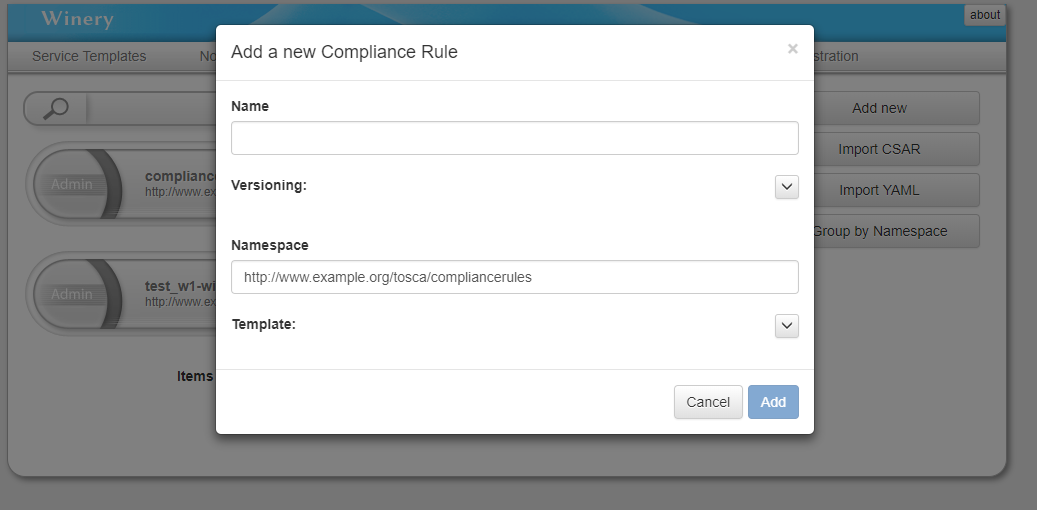 Winery
about
Service Templates
No
stration
Add a new Compliance Rule
×
Name
Versioning:
Namespace
http://www.example.org/tosca/compliancerules
Template:
Cancel
Add
Add new
Import CSAR
Import YAML
Group by Namespace
Admin
complianc
http://www.ex
Admin
test_w1-wi
http://www.ex
Items